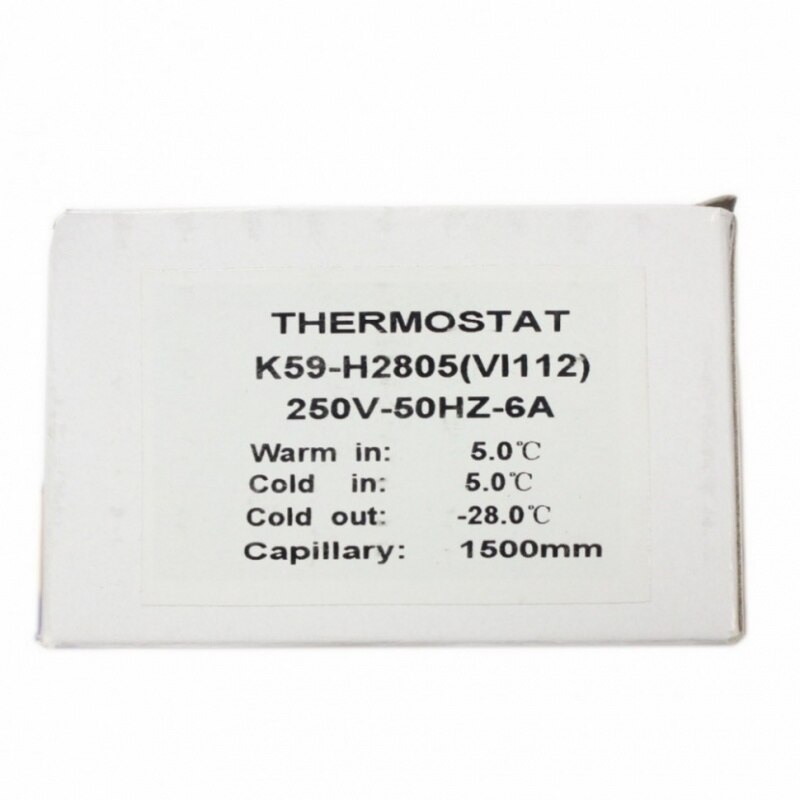 THERMOSTAT
K59-H2805(VI112)
250V-50HZ-6A
Warm in: 5.0℃
Cold in: 5.0℃
Cold out: -28.0℃
Capillary: 1500mm